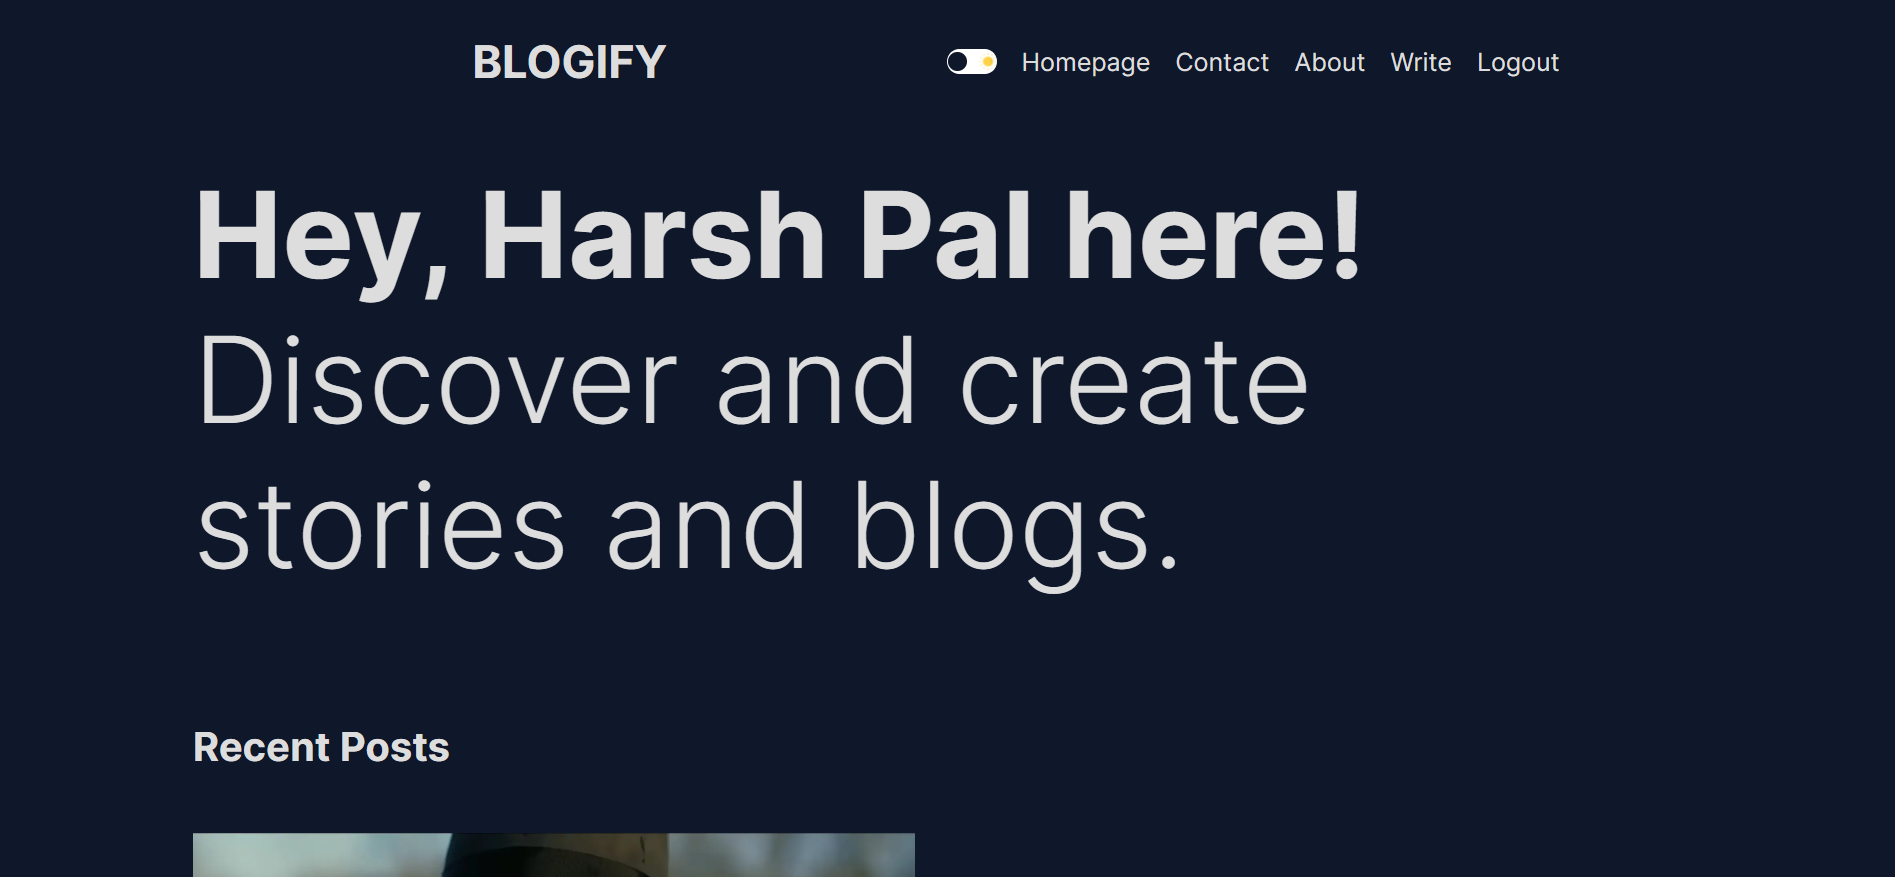 BLOGIFY
Homepage Contact About Write Logout
Hey, Harsh Pal here!
Discover and create
stories and blogs.
Recent Posts